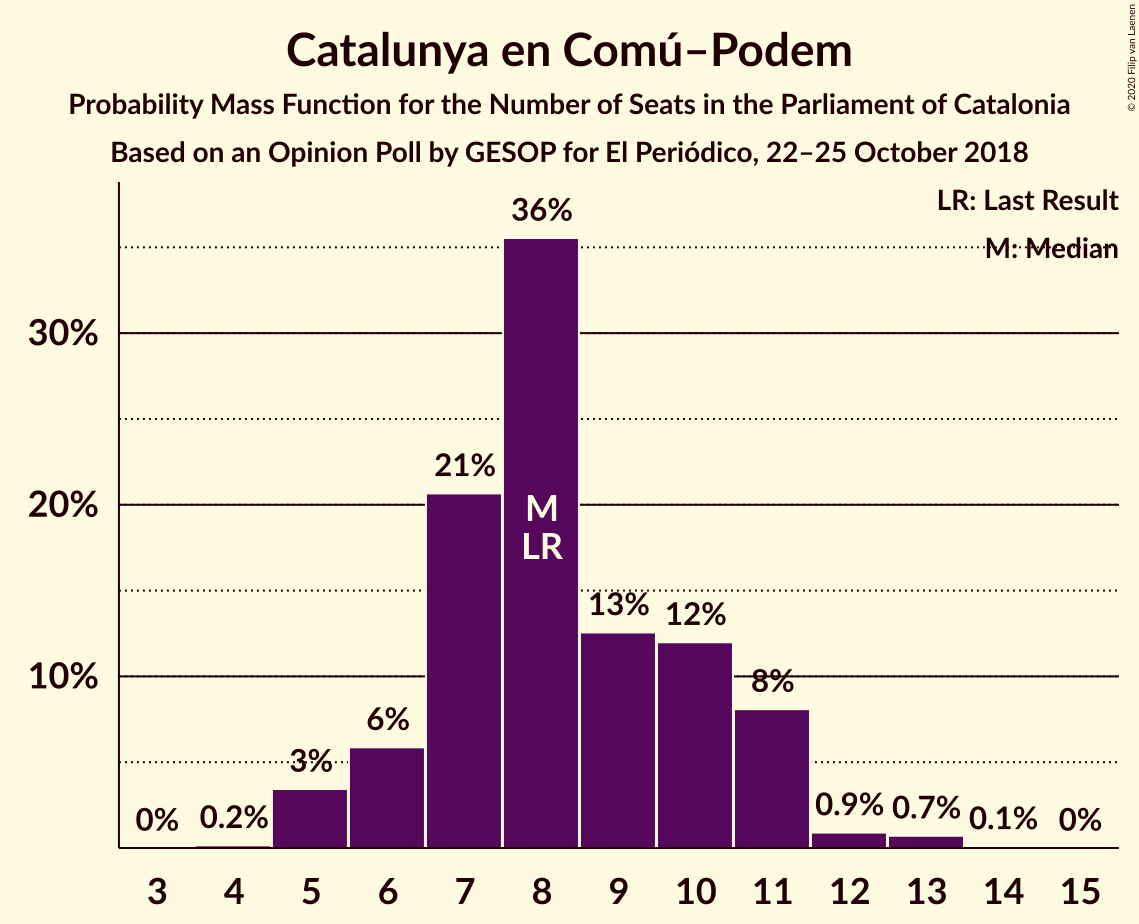 Catalunya en Comú–Podem
Probability Mass Function for the Number of Seats in the Parliament of Catalonia
Based on an Opinion Poll by GESOP for El Periódico, 22–25 October 2018
© 2020 Filip van Laenen
LR: Last Result
M: Median
36%
30%
21%
20%
M
LR
13%
12%
10%
8%
6%
3%
0%
0.2%
0.9%
0.7%
0.1%
0%
3 4 5 6 7 8 9 10 11 12 13 14 15